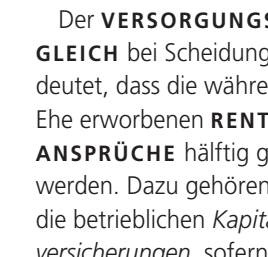 Der VERSORGUNGS
GLEICH bei Scheidung
deutet, dass die währe
Ehe erworbenen RENT
ANSPRÜCHE hälftig g
werden. Dazu gehören
die betrieblichen Kapita
versicherungen, sofern